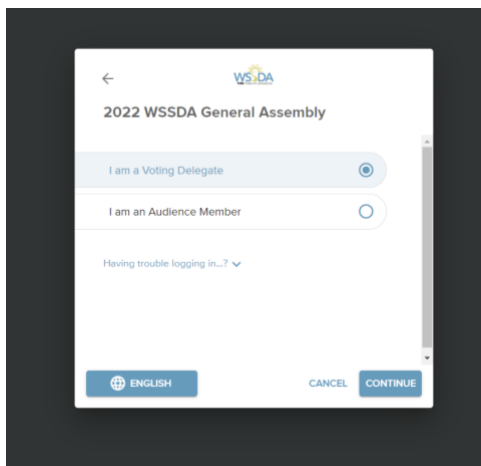 WSSDA
2022 WSSDA General Assembly
I am a Voting Delegate
I am an Audience Member
Having trouble logging in...?
ENGLISH
CANCEL
CONTINUE